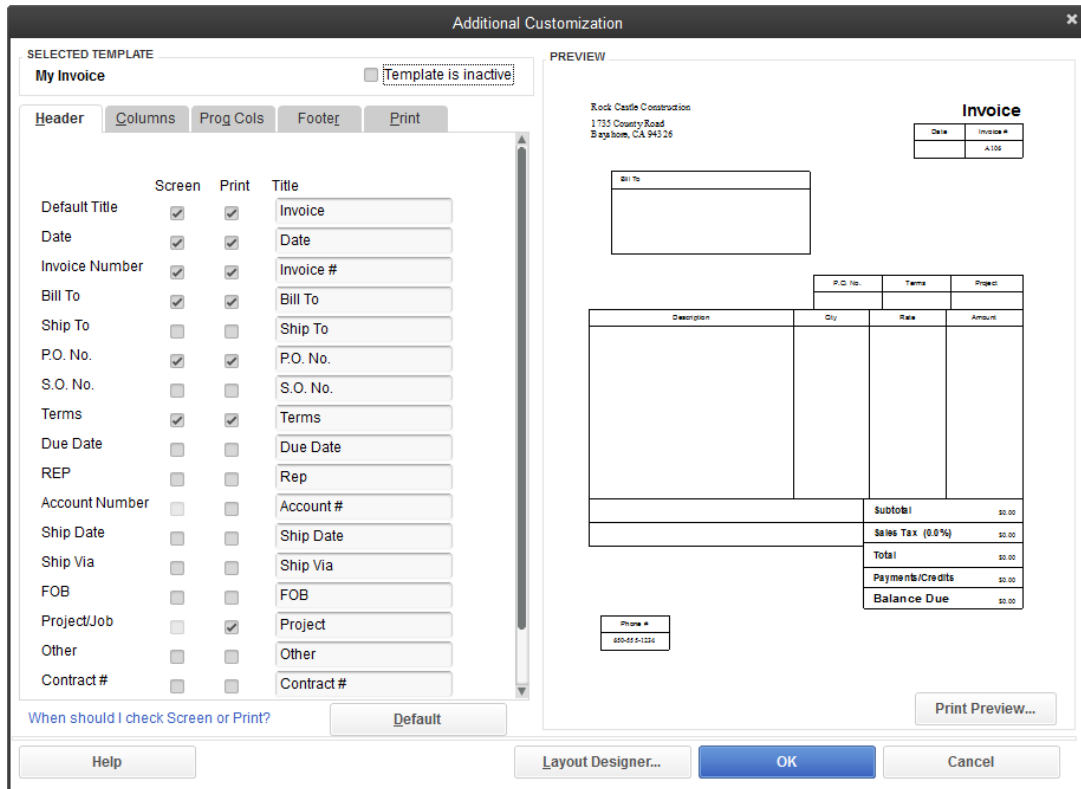 Additional Customization
SELECTED TEMPLATE
My Invoice
Template is inactive
Header Columns Prog Cols Footer Print
Screen Print Title
Default Title Invoice
Date Date
Invoice Number Invoice #
Bill To Bill To
Ship To Ship To
P.O. No. P.O. No.
S.O. No. S.O. No.
Terms Terms
Due Date Due Date
REP Rep
Account Number Account #
Ship Date Ship Date
Ship Via Ship Via
FOB FOB
Project/Job Project
Other Other
Contract # Contract #
When should I check Screen or Print?
Default
PREVIEW
Rock Castle Construction
1735 County Road
Bayshore, CA 94326
Invoice
Date Invoice #
A106
Bill To
P.O. No. Terms Project
Description Qty Rate Amount
Subtotal $0.00
Sales Tax (0.0%) $0.00
Total $0.00
Payments/Credits $0.00
Balance Due $0.00
Phone #
650-555-1234
Print Preview...
Help
Layout Designer...
OK
Cancel